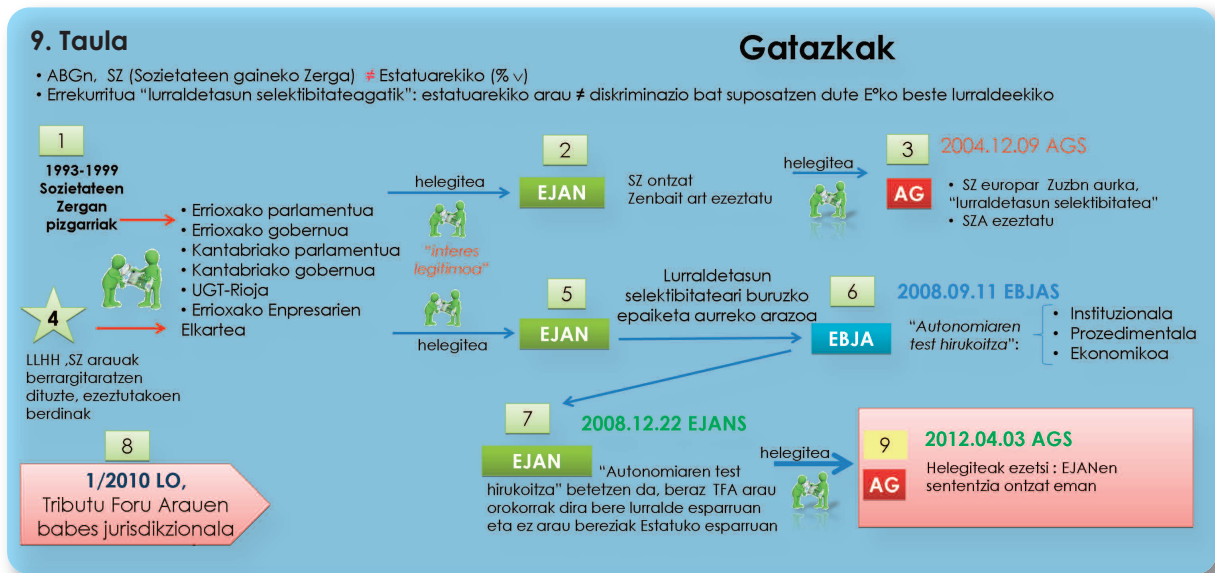 9. Taula
Gatazkak
• ABGn, SZ (Sozietateen gaineko Zerga) ≠ Estatuarekiko (% v)
• Errekurritua “lurraldetasun selektibitateagatik”: estatuarekiko arau ≠ diskriminazio bat suposatzen dute Eºko beste lurraldeekiko
1
1993-1999
Sozietateen
Zergan
pizgarriak
• Errioxako parlamentua
• Errioxako gobernua
• Kantabriako parlamentua
• Kantabriako gobernua
• UGT-Rioja
• Errioxako Enpresarien
Elkartea
helegitea
“interes
legitimoa”
2
EJAN
SZ ontzat
Zenbait art ezeztatu
helegitea
3
2004.12.09 AGS
AG
• SZ europar Zuzbn aurka,
“lurraldetasun selektibitatea”
• SZA ezeztatu
4
LLHH ,SZ arauak
berrargitaratzen
dituzte, ezeztutakoen
berdinak
helegitea
5
EJAN
Lurraldetasun
selektibitateari buruzko
epaiketa aurreko arazoa
6
2008.09.11 EBJAS
EBJA
“Autonomiaren
test hirukoitza”:
• Instituzionala
• Prozedimentala
• Ekonomikoa
7
2008.12.22 EJANS
EJAN
“Autonomiaren test
hirukoitza” betetzen da, beraz TFA arau
orokorrak dira bere lurralde esparruan
eta ez arau bereziak Estatuko esparruan
helegitea
8
1/2010 LO,
Tributu Foru Arauen
babes jurisdikzionala
9
2012.04.03 AGS
AG
Helegiteak ezetsi : EJANen
sententzia ontzat eman